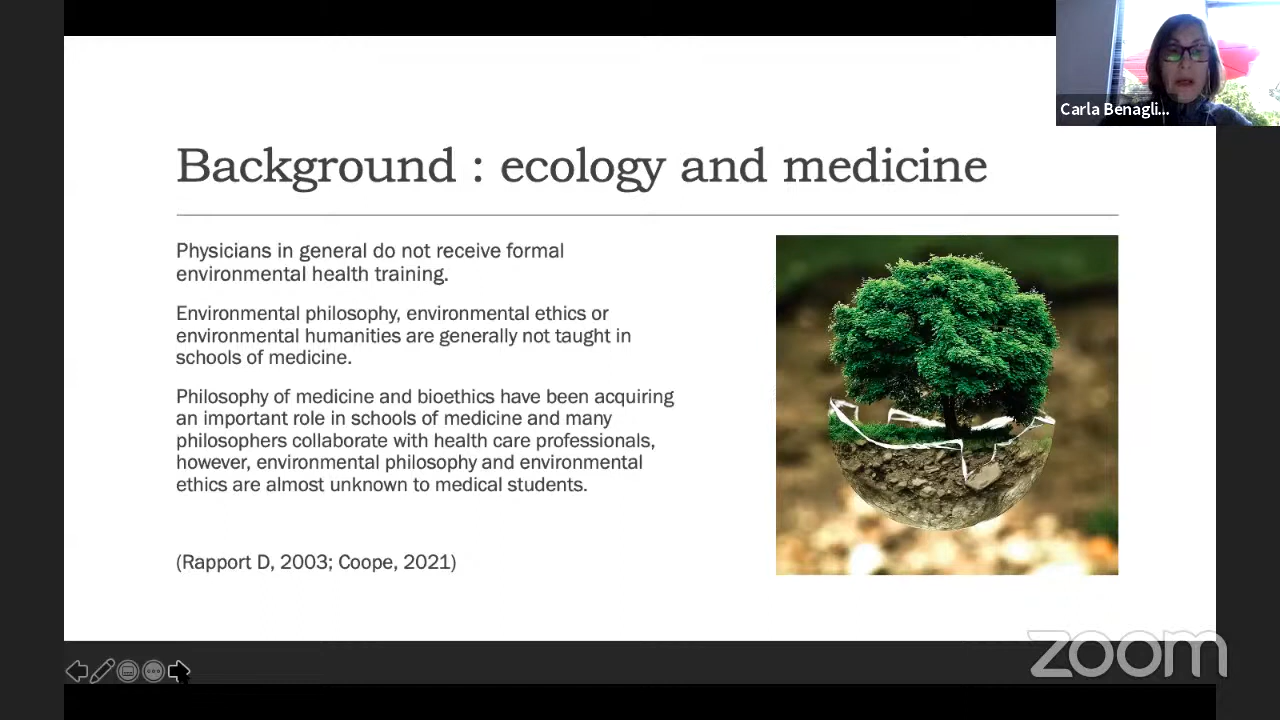 Carla Benagli...
Background : ecology and medicine
Physicians in general do not receive formal
environmental health training.
Environmental philosophy, environmental ethics or
environmental humanities are generally not taught in
schools of medicine.
Philosophy of medicine and bioethics have been acquiring
an important role in schools of medicine and many
philosophers collaborate with health care professionals,
however, environmental philosophy and environmental
ethics are almost unknown to medical students.
(Rapport D, 2003; Coope, 2021)
zoom